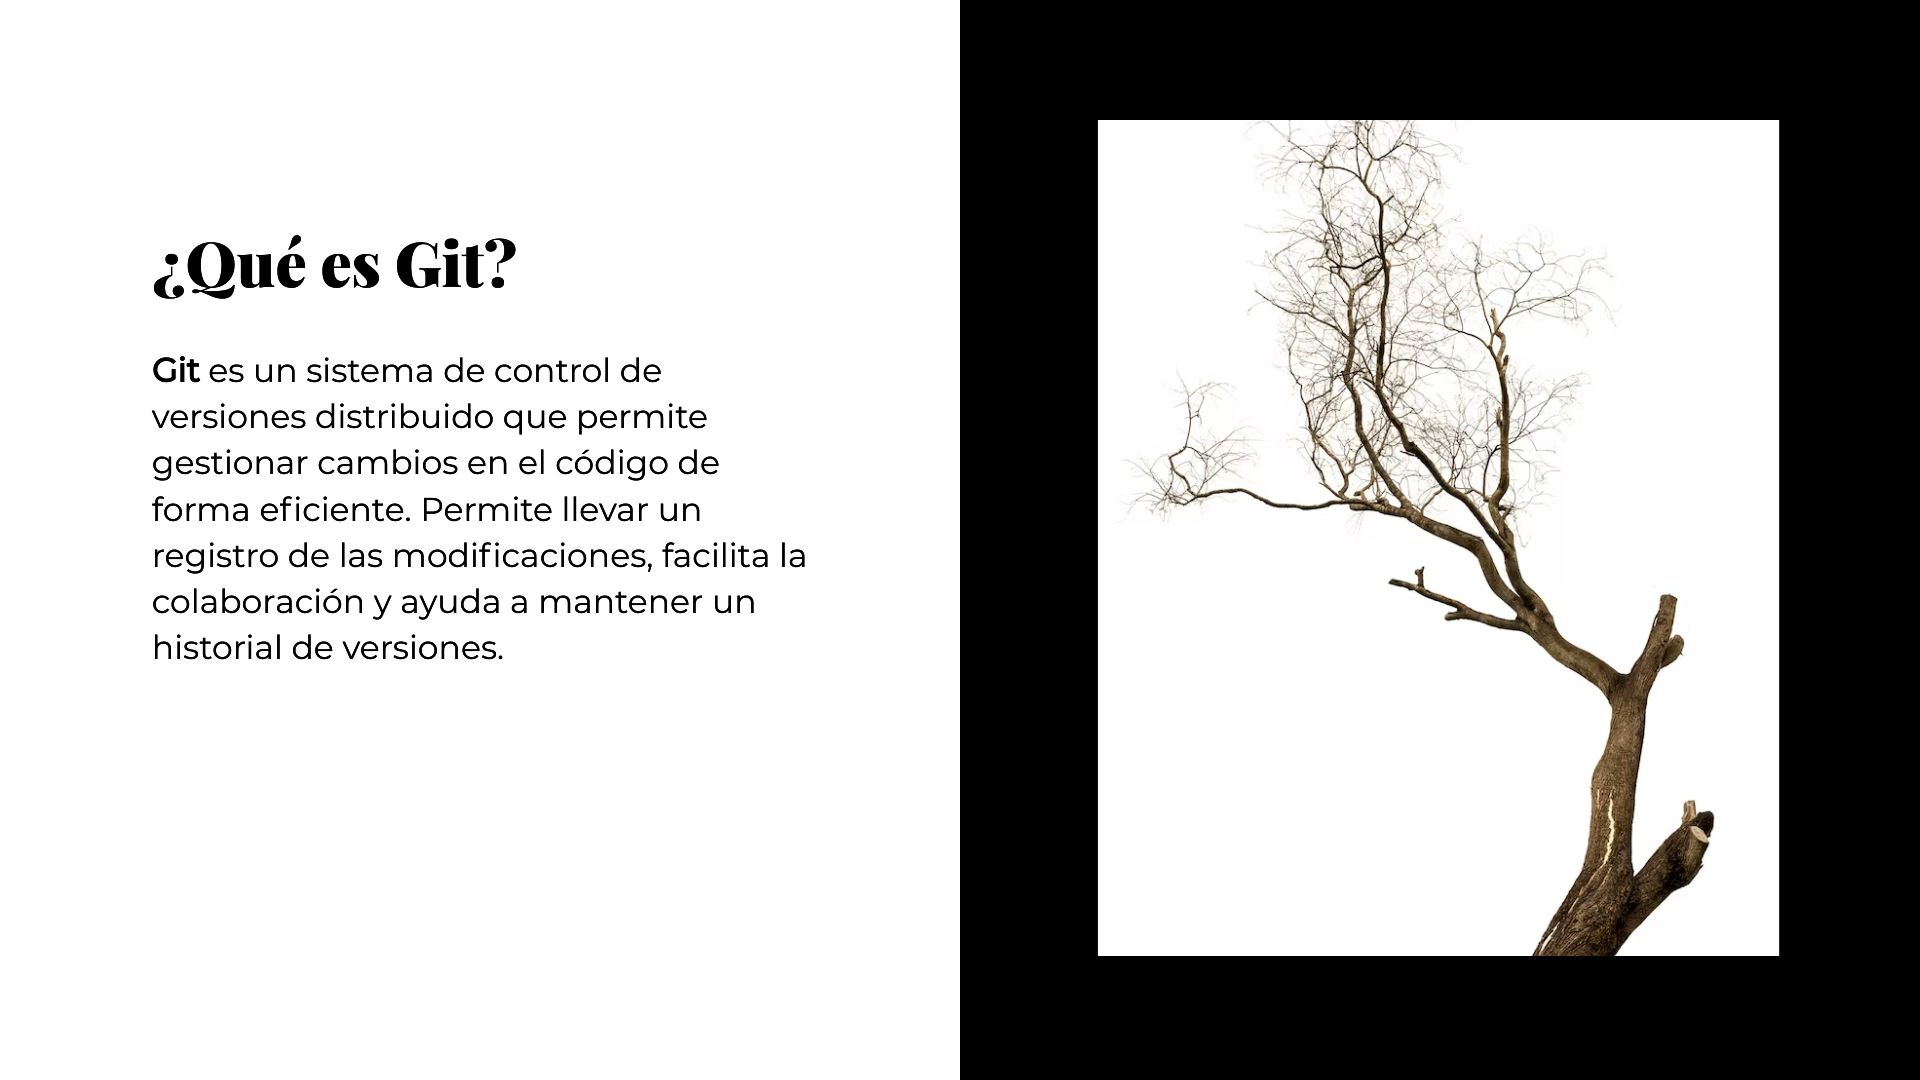 ¿Qué es Git?
Git es un sistema de control de
versiones distribuido que permite
gestionar cambios en el código de
forma eficiente. Permite llevar un
registro de las modificaciones, facilita la
colaboración y ayuda a mantener un
historial de versiones.